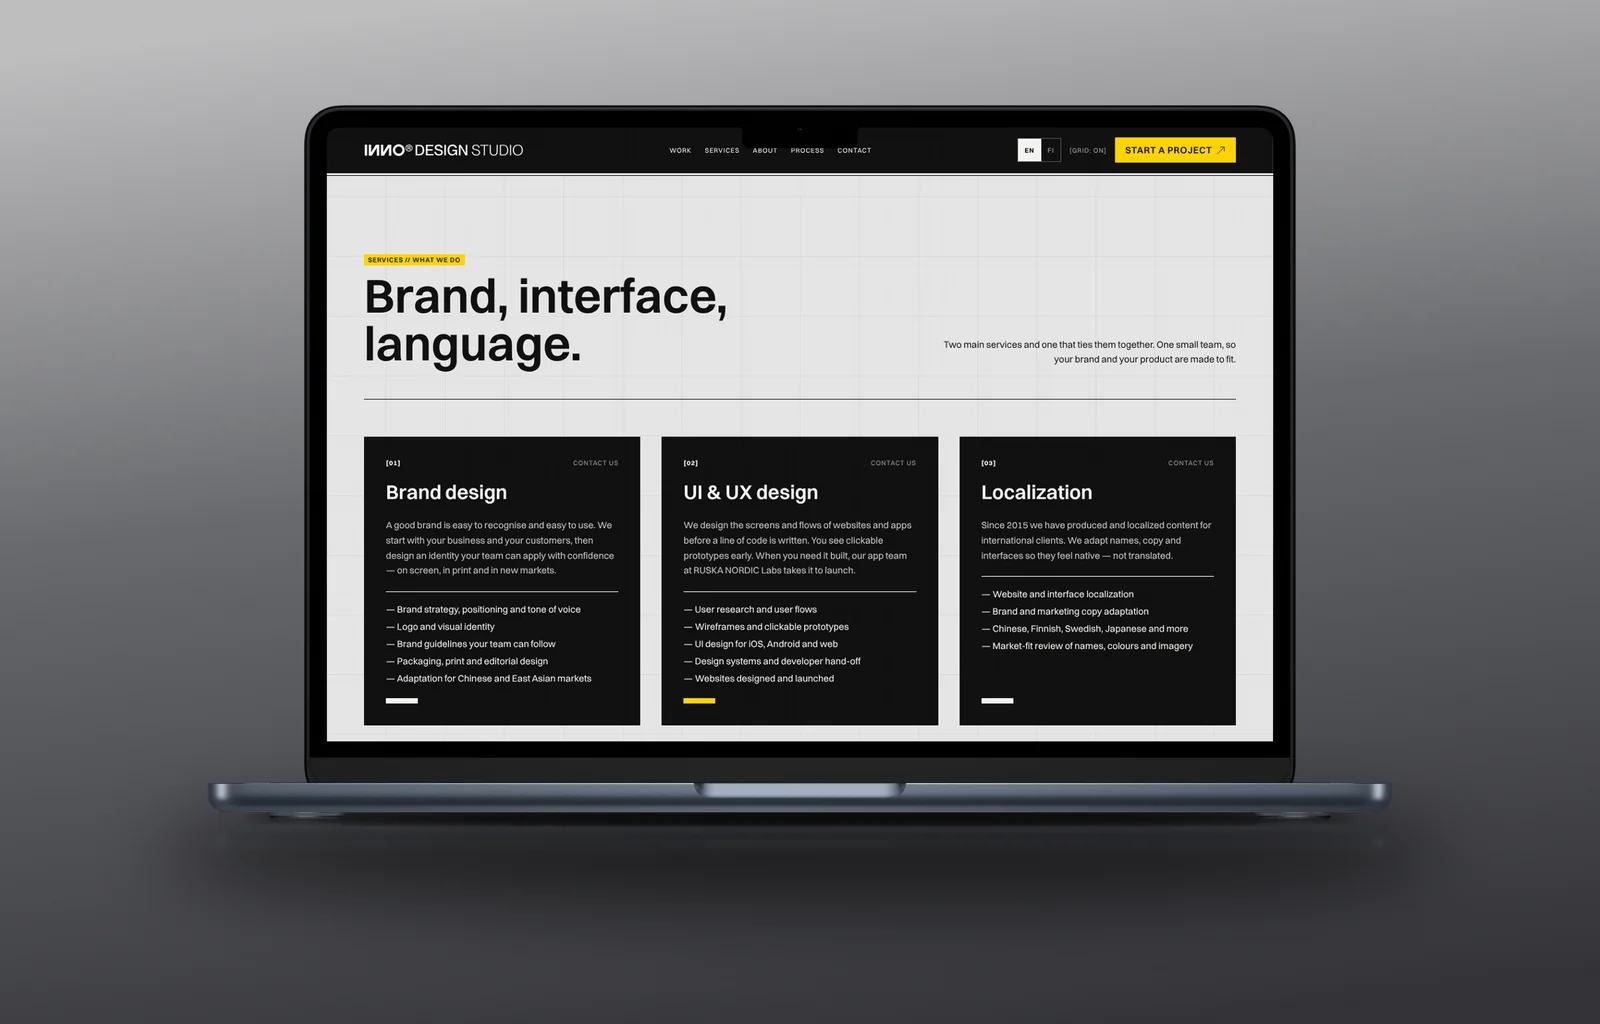 INNO® DESIGN STUDIO
WORK SERVICES ABOUT PROCESS CONTACT
EN FI [GRID: ON] START A PROJECT ↗
SERVICES // WHAT WE DO
Brand, interface,
language.
Two main services and one that ties them together. One small team, so
your brand and your product are made to fit.
[01] CONTACT US
Brand design
A good brand is easy to recognise and easy to use. We
start with your business and your customers, then
design an identity your team can apply with confidence
— on screen, in print and in new markets.
— Brand strategy, positioning and tone of voice
— Logo and visual identity
— Brand guidelines your team can follow
— Packaging, print and editorial design
— Adaptation for Chinese and East Asian markets
[02] CONTACT US
UI & UX design
We design the screens and flows of websites and apps
before a line of code is written. You see clickable
prototypes early. When you need it built, our app team
at RUSKA NORDIC Labs takes it to launch.
— User research and user flows
— Wireframes and clickable prototypes
— UI design for iOS, Android and web
— Design systems and developer hand-off
— Websites designed and launched
[03] CONTACT US
Localization
Since 2015 we have produced and localized content for
international clients. We adapt names, copy and
interfaces so they feel native — not translated.
— Website and interface localization
— Brand and marketing copy adaptation
— Chinese, Finnish, Swedish, Japanese and more
— Market-fit review of names, colours and imagery